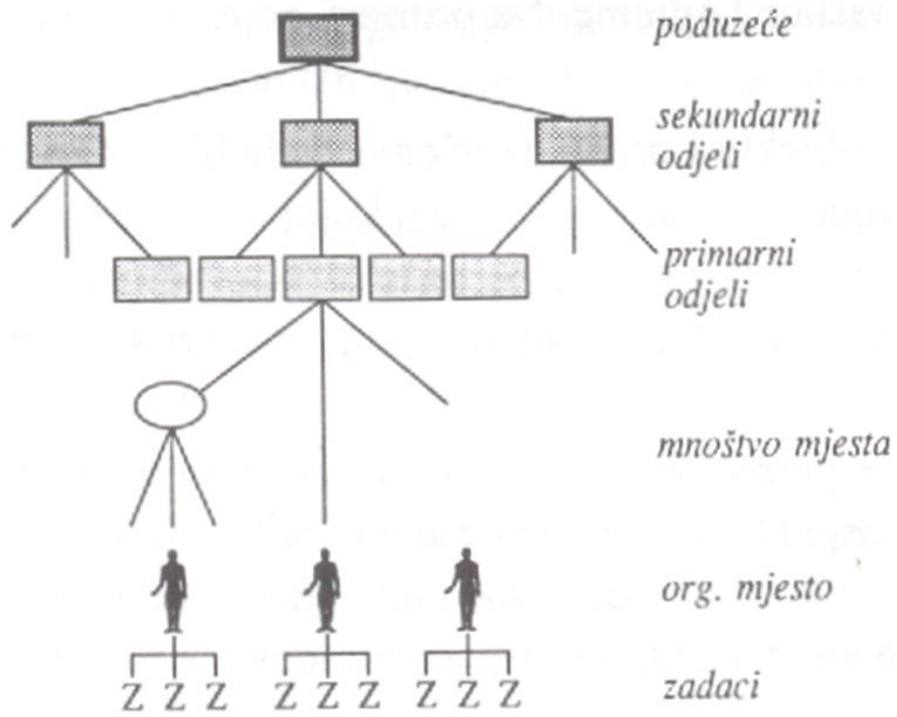 poduzeće
sekundarni
odjeli
primarni
odjeli
mnoštvo mjesta
org. mjesto
Z Z Z Z Z Z Z Z Z
zadaci